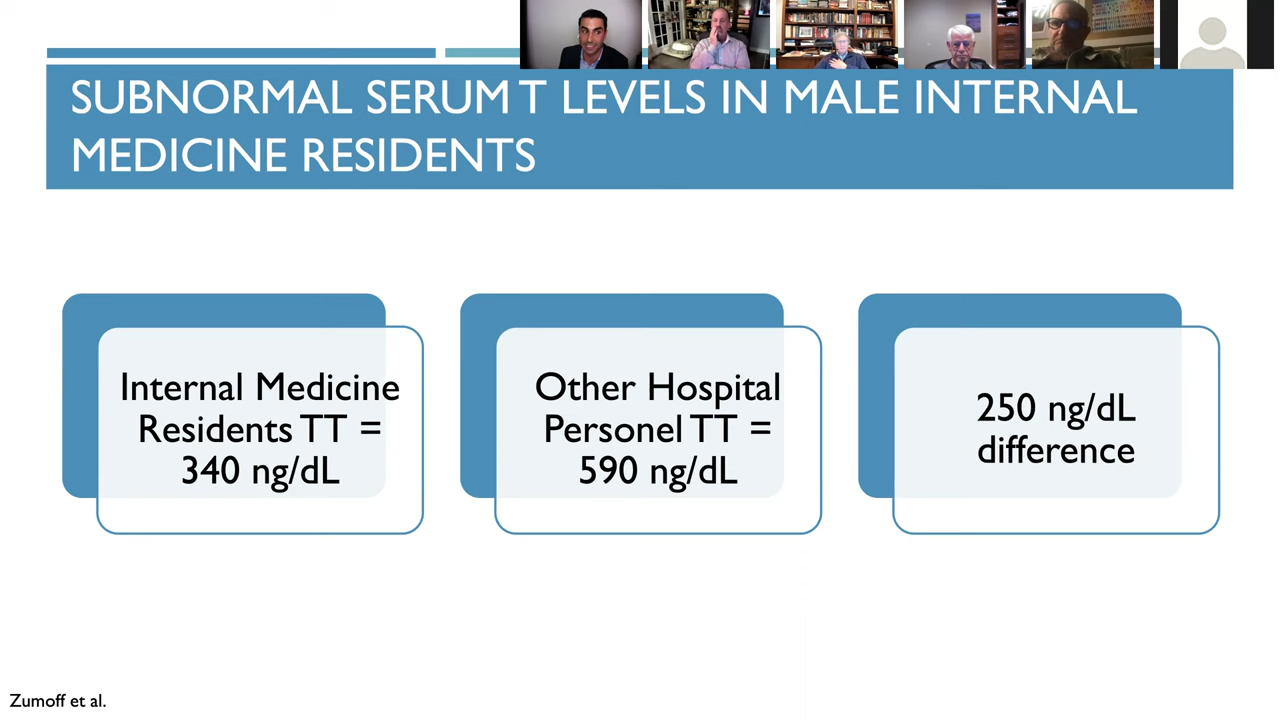 SUBNORMAL SERUM T LEVELS IN MALE INTERNAL
MEDICINE RESIDENTS
Internal Medicine
Residents TT =
340 ng/dL
Other Hospital
Personel TT =
590 ng/dL
250 ng/dL
difference
Zumoff et al.